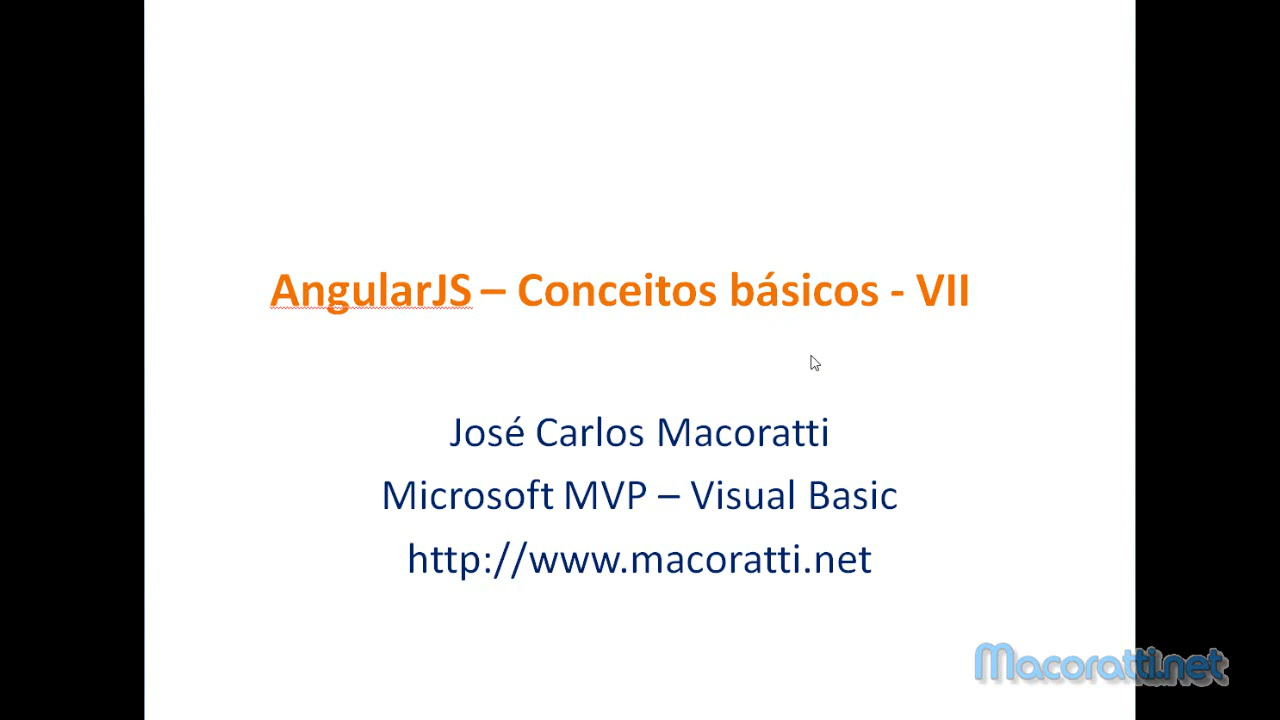 AngularJS – Conceitos básicos - VII
José Carlos Macoratti
Microsoft MVP – Visual Basic
http://www.macoratti.net
Macoratti.net